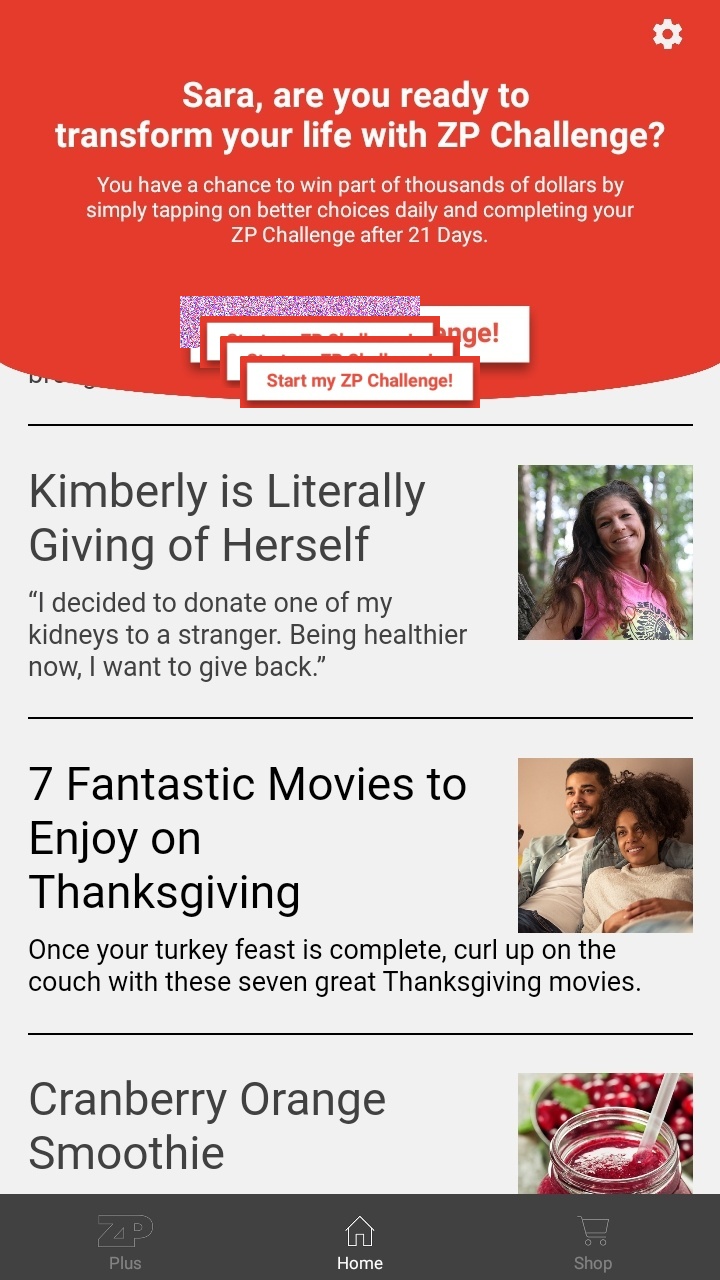 Sara, are you ready to
transform your life with ZP Challenge?
You have a chance to win part of thousands of dollars by
simply tapping on better choices daily and completing your
ZP Challenge after 21 Days.
Start my ZP Challenge!
Kimberly is Literally
Giving of Herself
“I decided to donate one of my
kidneys to a stranger. Being healthier
now, I want to give back.”
7 Fantastic Movies to
Enjoy on
Thanksgiving
Once your turkey feast is complete, curl up on the
couch with these seven great Thanksgiving movies.
Cranberry Orange
Smoothie
ZP
Plus
Home
Shop